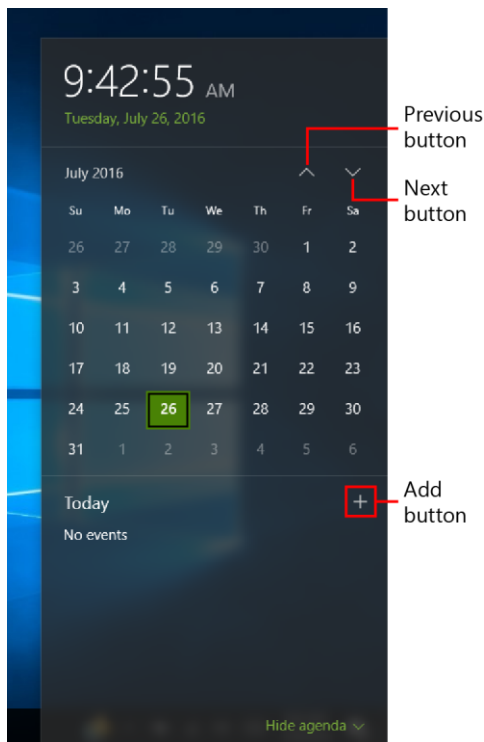 9:42:55 AM
Tuesday, July 26, 2016
Previous
button
July 2016
Next
button
Su Mo Tu We Th Fr Sa
26 27 28 29 30 1 2
3 4 5 6 7 8 9
10 11 12 13 14 15 16
17 18 19 20 21 22 23
24 25 26 27 28 29 30
31 1 2 3 4 5 6
Today +
Add
button
No events
Hide agenda